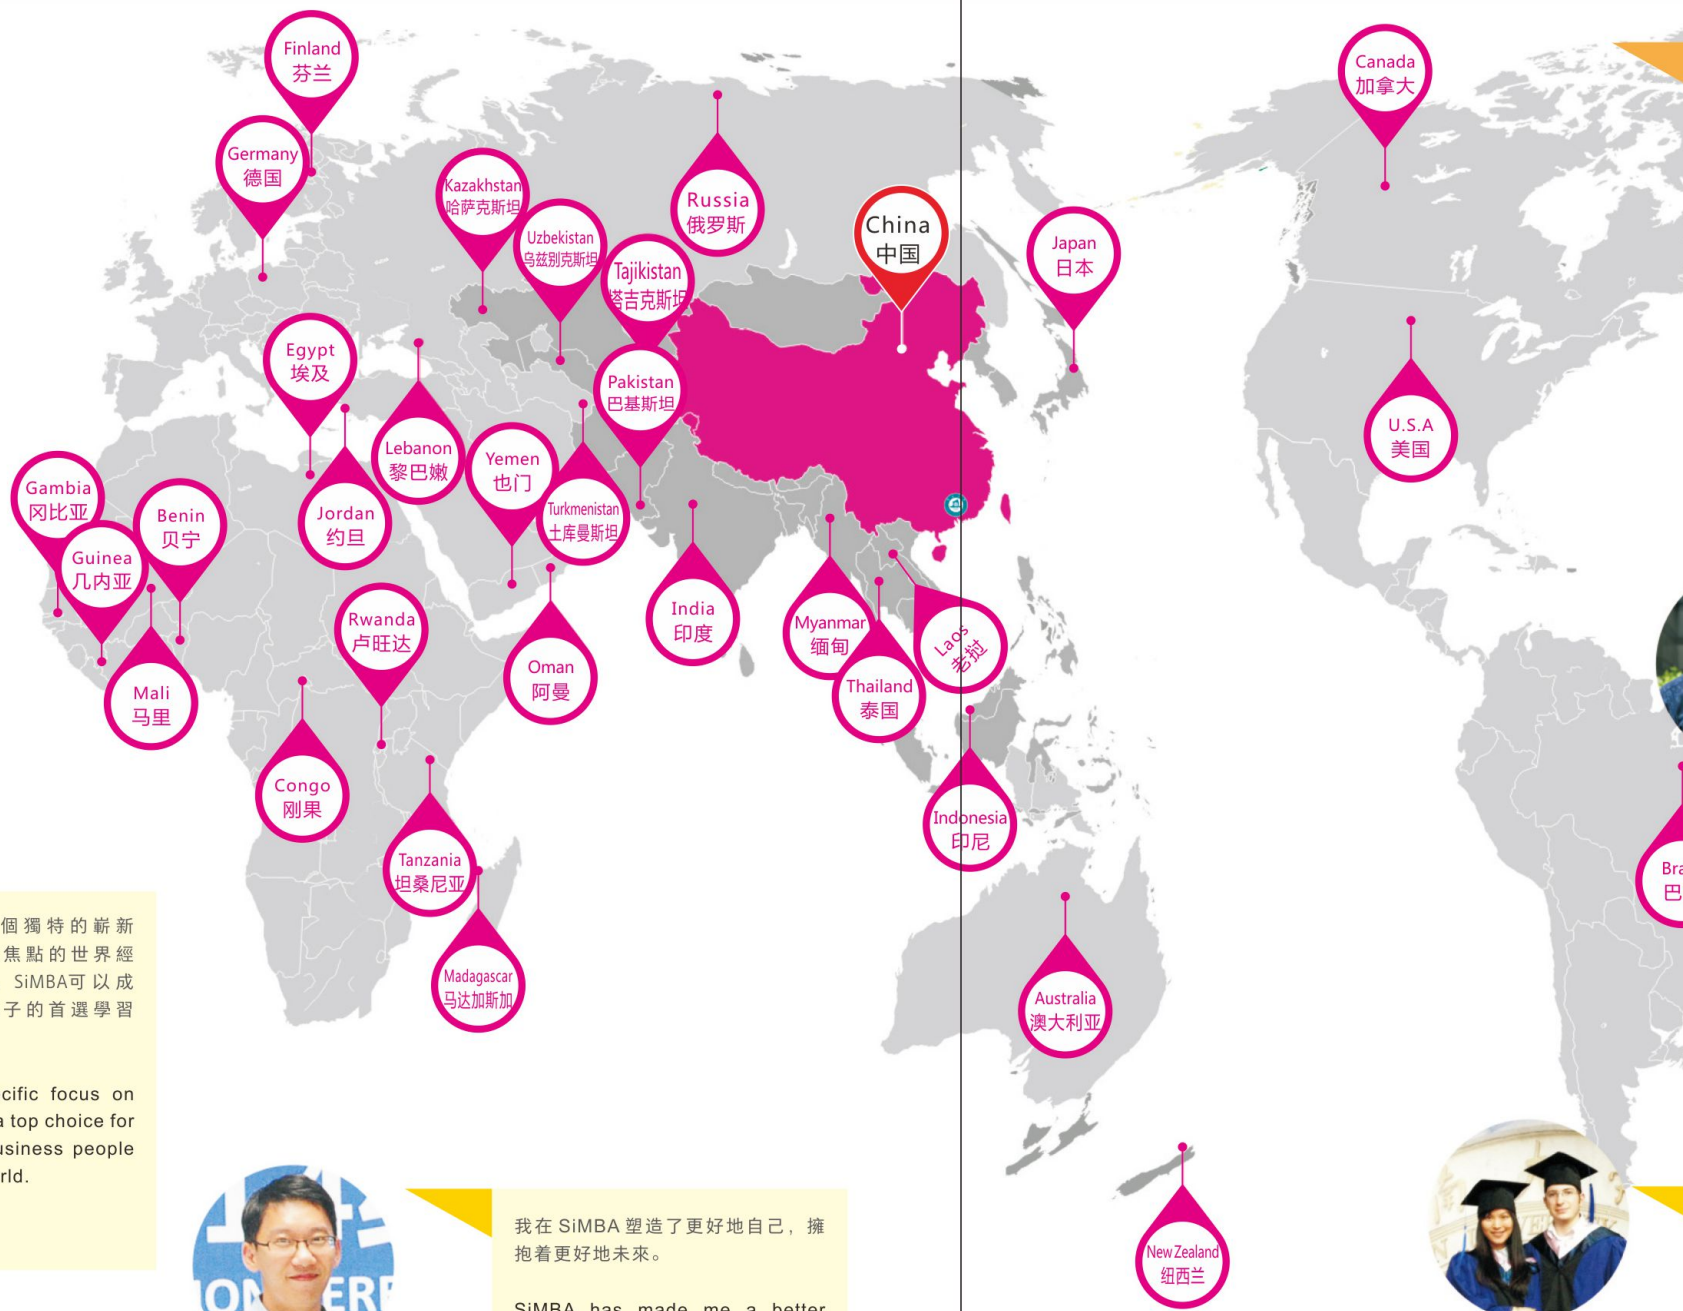 Finland
芬兰
Canada
加拿大
Germany
德国
Kazakhstan
哈萨克斯坦
Russia
俄罗斯
China
中国
Uzbekistan
乌兹别克斯坦
Japan
日本
Tajikistan
塔吉克斯坦
Egypt
埃及
Pakistan
巴基斯坦
U.S.A
美国
Lebanon
黎巴嫩
Yemen
也门
Gambia
冈比亚
Benin
贝宁
Jordan
约旦
Turkmenistan
土库曼斯坦
Guinea
几内亚
India
印度
Rwanda
卢旺达
Myanmar
缅甸
Laos
老挝
Oman
阿曼
Mali
马里
Thailand
泰国
Congo
刚果
Indonesia
印尼
Tanzania
坦桑尼亚
Bra
巴
Madagascar
马达加斯加
Australia
澳大利亚
New Zealand
纽西兰
個獨特的嶄新
焦點的世界經
SiMBA可以成
子的首選學習
cific focus on
a top choice for
usiness people
rld.
我在 SiMBA 塑造了更好地自己，擁
抱着更好地未來。
SiMBA has made me a better